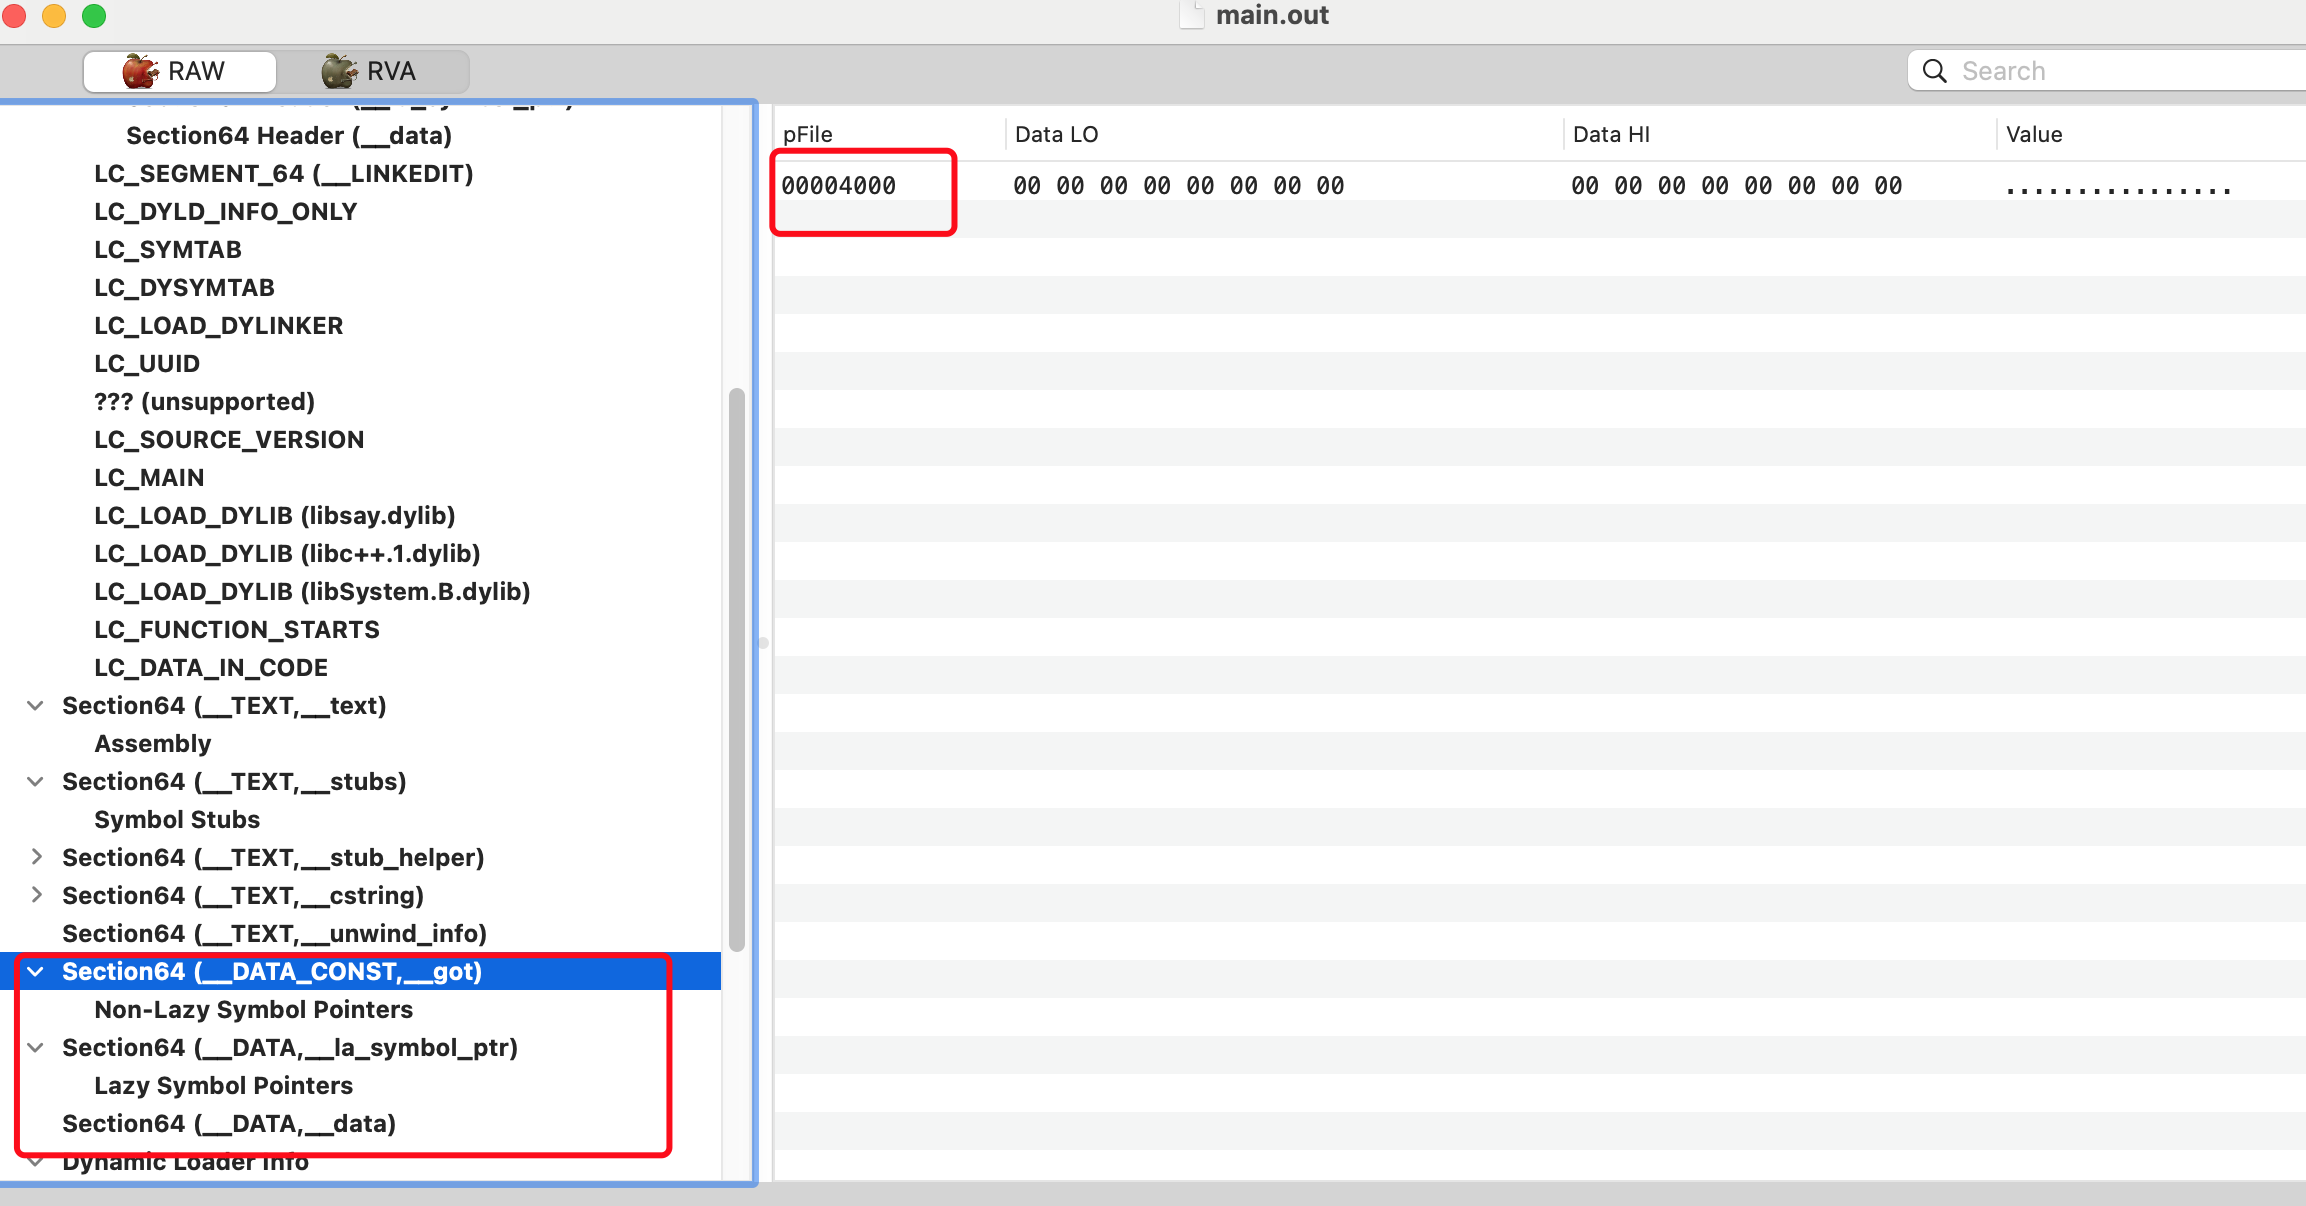 main.out
RAW
RVA
Search
Section64 Header (__data)
LC_SEGMENT_64 (__LINKEDIT)
LC_DYLD_INFO_ONLY
LC_SYMTAB
LC_DYSYMTAB
LC_LOAD_DYLINKER
LC_UUID
??? (unsupported)
LC_SOURCE_VERSION
LC_MAIN
LC_LOAD_DYLIB (libsay.dylib)
LC_LOAD_DYLIB (libc++.1.dylib)
LC_LOAD_DYLIB (libSystem.B.dylib)
LC_FUNCTION_STARTS
LC_DATA_IN_CODE
Section64 (__TEXT,__text)
Assembly
Section64 (__TEXT,__stubs)
Symbol Stubs
Section64 (__TEXT,__stub_helper)
Section64 (__TEXT,__cstring)
Section64 (__TEXT,__unwind_info)
Section64 (__DATA_CONST,__got)
Non-Lazy Symbol Pointers
Section64 (__DATA,__la_symbol_ptr)
Lazy Symbol Pointers
Section64 (__DATA,__data)
Dynamic Loader Info
pFile Data LO Data HI Value
00004000 00 00 00 00 00 00 00 00 00 00 00 00 00 00 00 00 ................